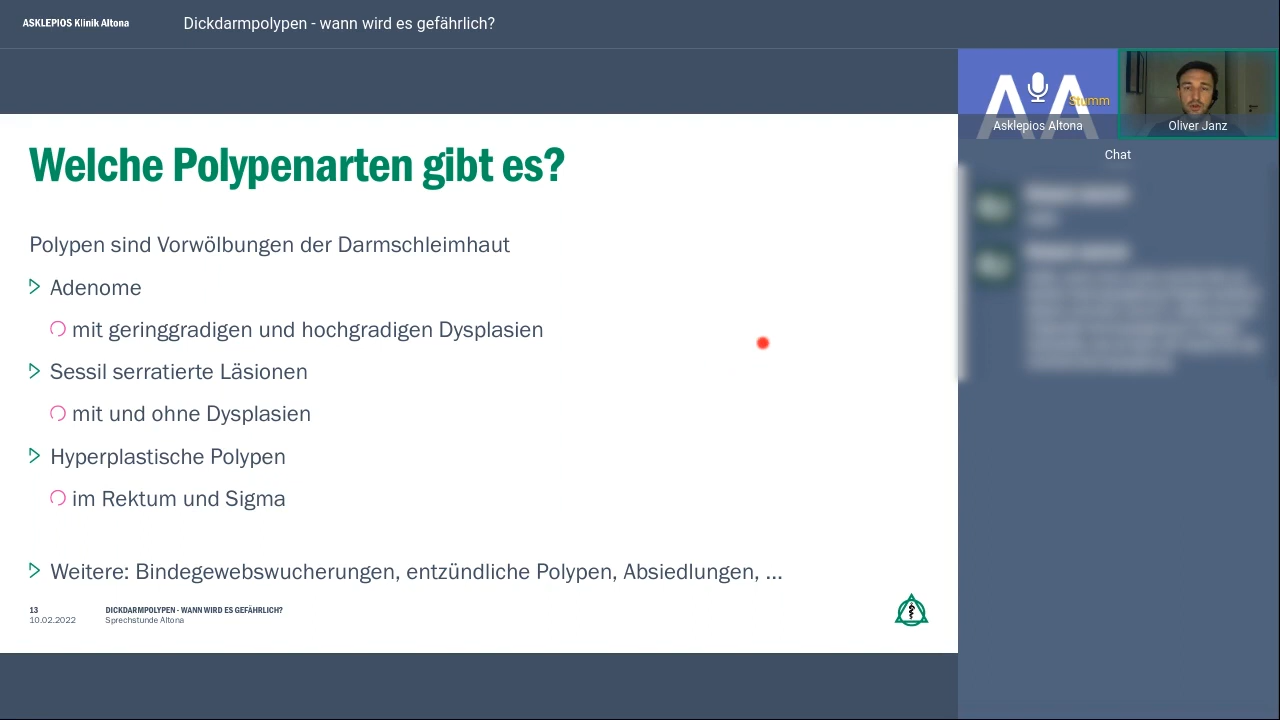 ASKLEPIOS Klinik Altona
Dickdarmpolypen - wann wird es gefährlich?
Stumm
Asklepios Altona
Oliver Janz
Chat
Welche Polypenarten gibt es?
Polypen sind Vorwölbungen der Darmschleimhaut
Adenome
mit geringgradigen und hochgradigen Dysplasien
Sessil serratierte Läsionen
mit und ohne Dysplasien
Hyperplastische Polypen
im Rektum und Sigma
Weitere: Bindegewebswucherungen, entzündliche Polypen, Absiedlungen, ...
13 DICKDARMPOLYPEN - WANN WIRD ES GEFÄHRLICH?
10.02.2022 Sprechstunde Altona